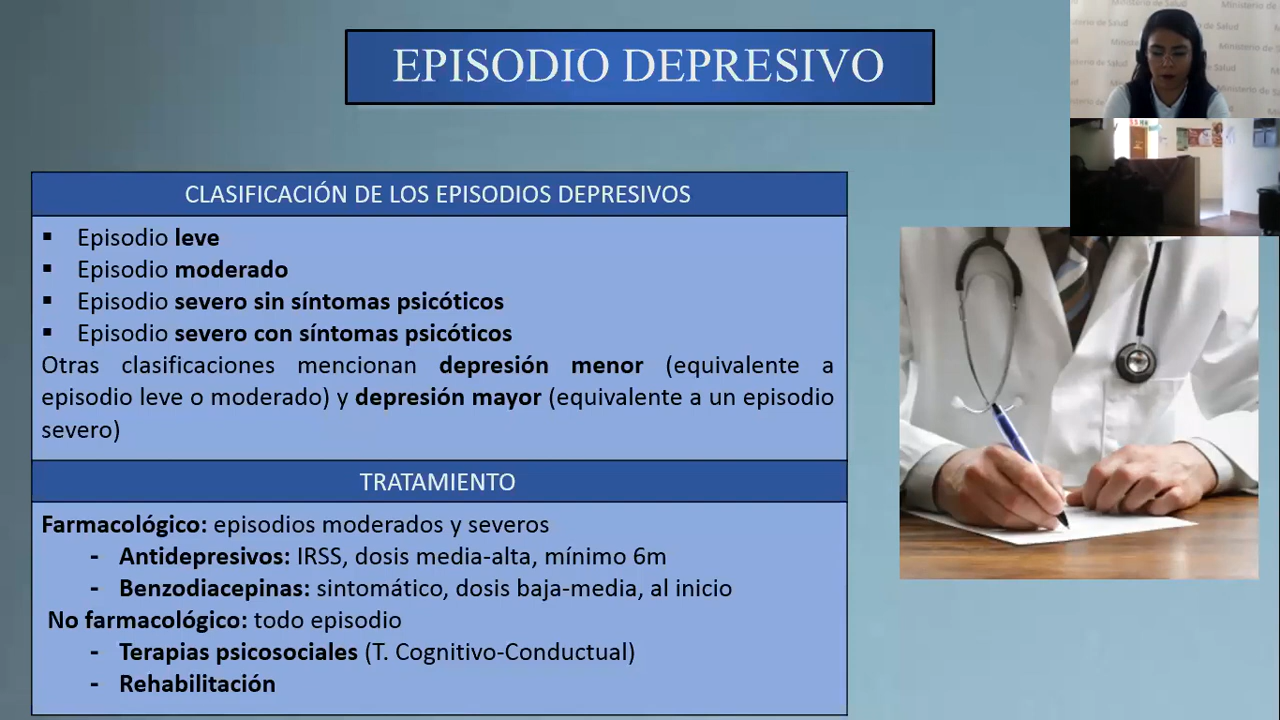 EPISODIO DEPRESIVO
Ministerio de Salud
CLASIFICACIÓN DE LOS EPISODIOS DEPRESIVOS
▪ Episodio leve
▪ Episodio moderado
▪ Episodio severo sin síntomas psicóticos
▪ Episodio severo con síntomas psicóticos
Otras clasificaciones mencionan depresión menor (equivalente a
episodio leve o moderado) y depresión mayor (equivalente a un episodio
severo)
TRATAMIENTO
Farmacológico: episodios moderados y severos
- Antidepresivos: IRSS, dosis media-alta, mínimo 6m
- Benzodiacepinas: sintomático, dosis baja-media, al inicio
No farmacológico: todo episodio
- Terapias psicosociales (T. Cognitivo-Conductual)
- Rehabilitación